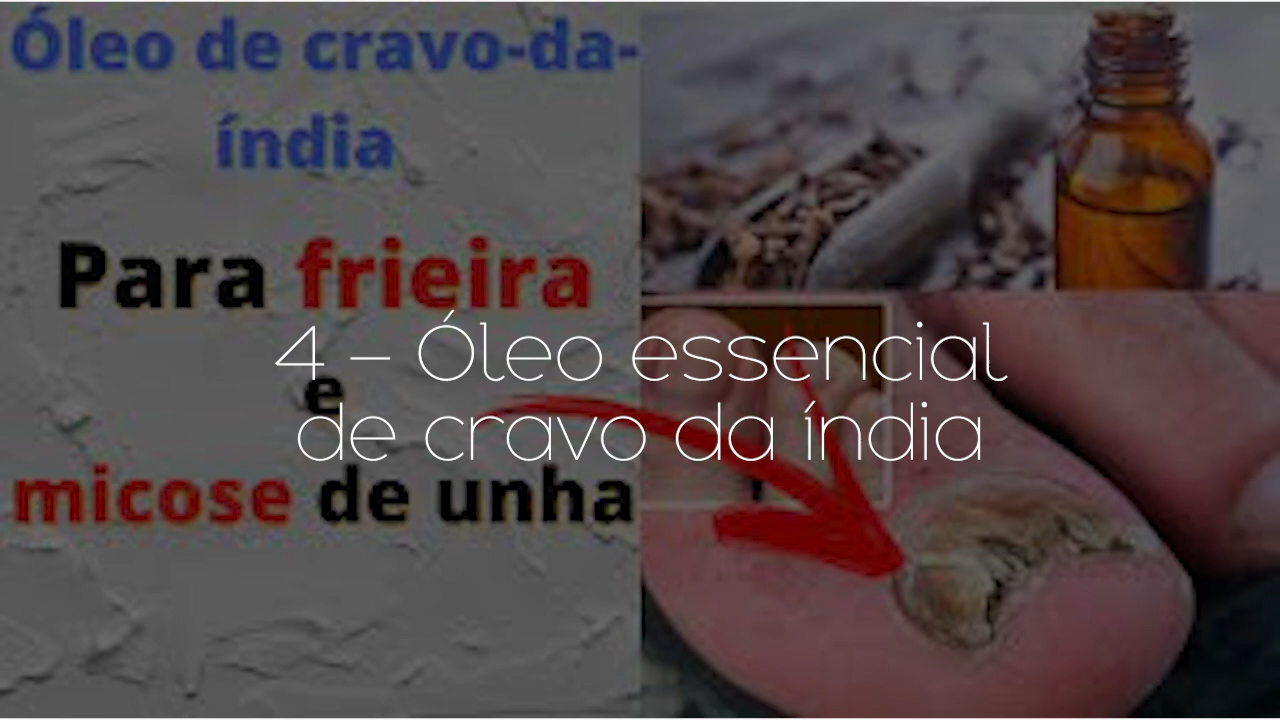 Óleo de cravo-da-
índia
Para frieira
e
micose de unha
4 – Óleo essencial
de cravo da índia